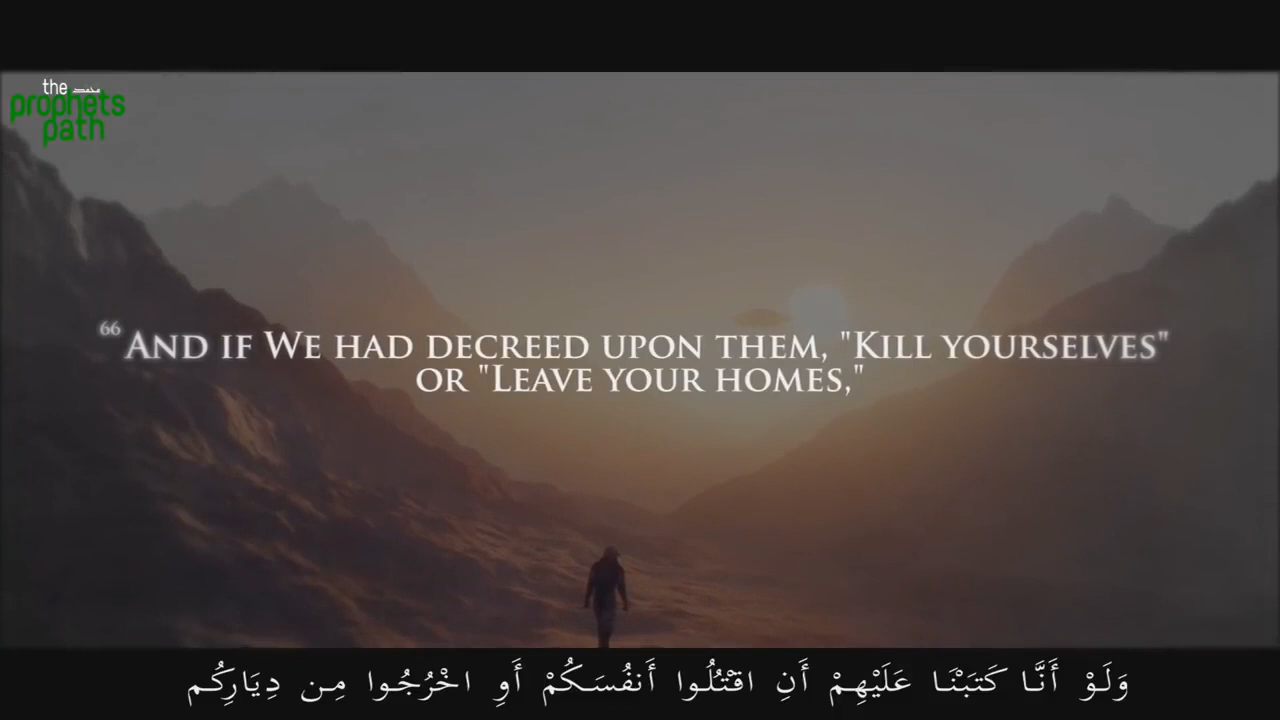 the محمد
prophets
path
66 AND IF WE HAD DECREED UPON THEM, "KILL YOURSELVES"
OR "LEAVE YOUR HOMES,"
وَلَوْ أَنَّا كَتَبْنَا عَلَيْهِمْ أَنِ اقْتُلُوا أَنفُسَكُمْ أَوِ اخْرُجُوا مِن دِيَارِكُم